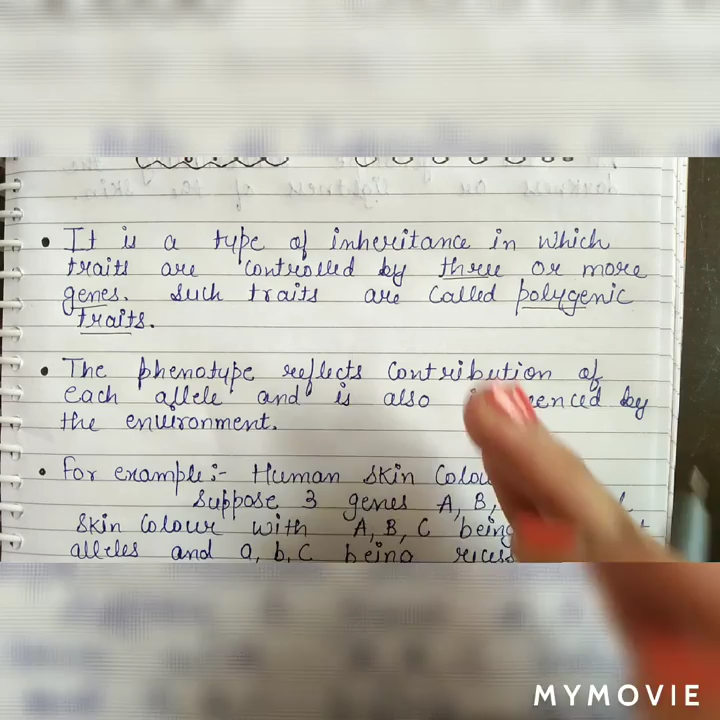 • It is a type of inheritance in which
traits are controlled by three or more
genes. Such traits are called polygenic
traits.
• The phenotype reflects contribution of
each allele and is also enced by
the environment.
• For example:- Human Skin Colou
Suppose 3 genes A, B,
Skin Colour with A, B, C being
alleles and a, b, C being recess
MYMOVIE